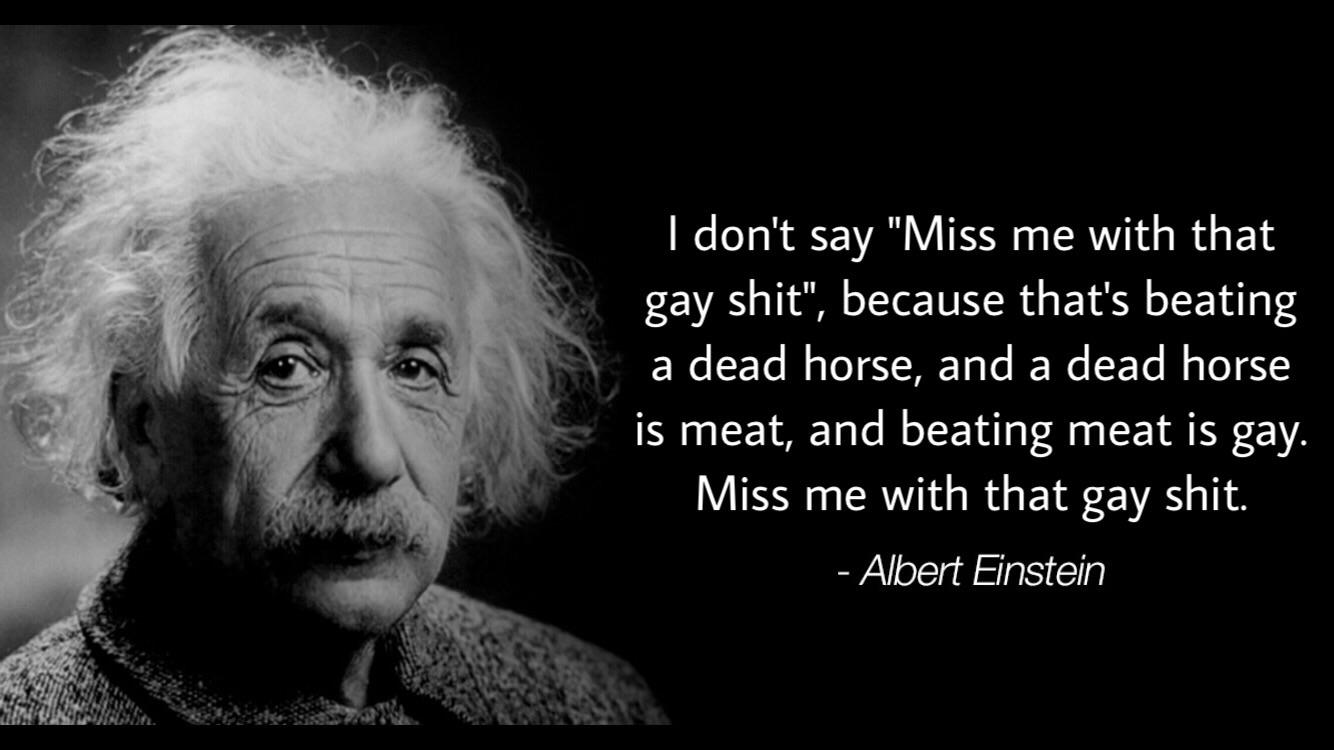 I don't say "Miss me with that
gay shit", because that's beating
a dead horse, and a dead horse
is meat, and beating meat is gay.
Miss me with that gay shit.
- Albert Einstein